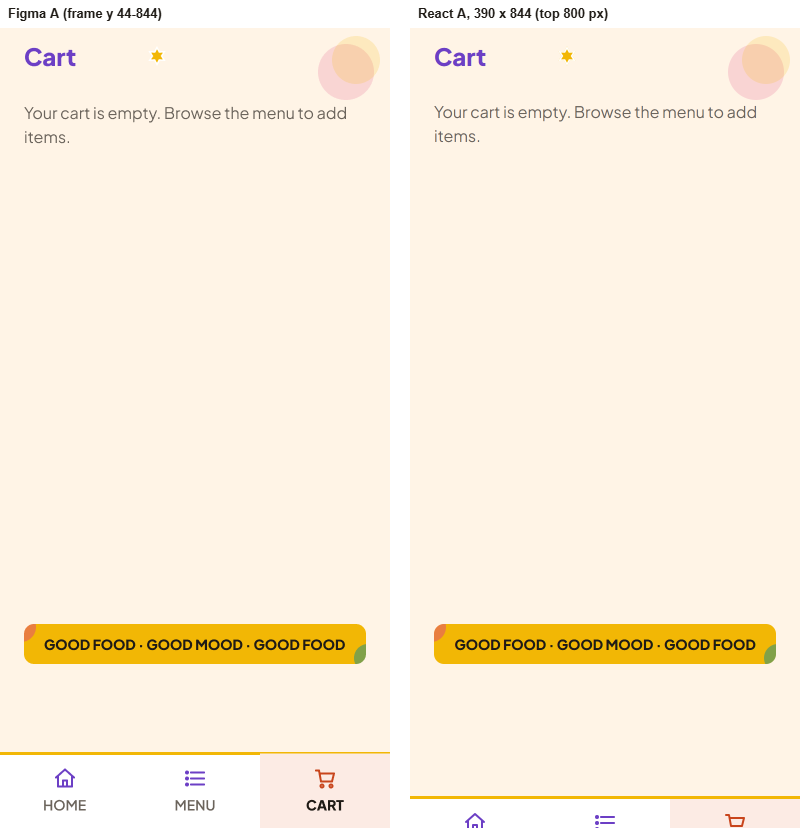 Figma A (frame y 44-844)
React A, 390 x 844 (top 800 px)
Cart
Your cart is empty. Browse the menu to add
items.
GOOD FOOD · GOOD MOOD · GOOD FOOD
HOME
MENU
CART
Cart
Your cart is empty. Browse the menu to add
items.
GOOD FOOD · GOOD MOOD · GOOD FOOD